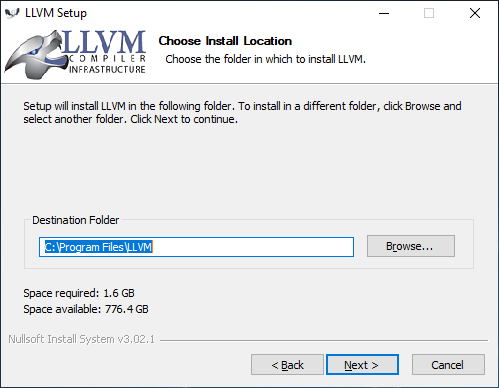 LLVM Setup
LLVM
COMPILER
INFRASTRUCTURE
Choose Install Location
Choose the folder in which to install LLVM.
Setup will install LLVM in the following folder. To install in a different folder, click Browse and
select another folder. Click Next to continue.
Destination Folder
C:\Program Files\LLVM
Browse...
Space required: 1.6 GB
Space available: 776.4 GB
Nullsoft Install System v3.02.1
< Back
Next >
Cancel